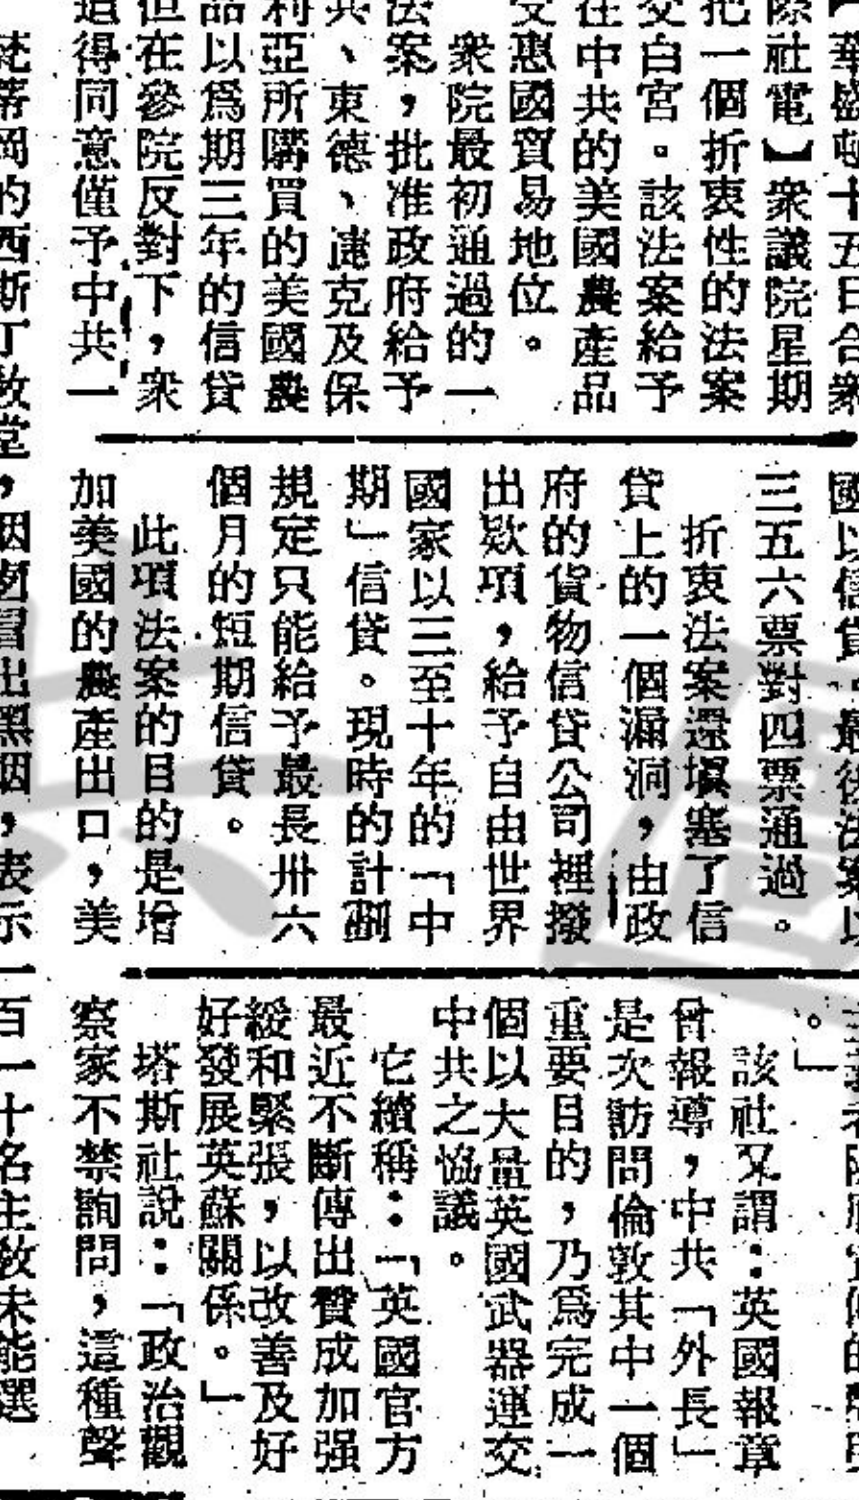 華盛頓十五日合衆
際社電】衆議院星期
把一個折衷性的法案
交白宮。該法案給予
在中共的美國農產品
受惠國貿易地位。
衆院最初通過的一
法案,批准政府給予
共、東德、捷克及保
利亞所購買的美國農
品以爲期三年的信貸
但在參院反對下,衆
得同意僅予中共一
國以信貸,最後法案以
三五六票對四票通過。
折衷法案還塡塞了信
貸上的一個漏洞,由政
府的貨物信貸公司裡撥
出欵項,給予自由世界
國家以三至十年的「中
期」信貸。現時的計劃
規定只能給予最長卅六
個月的短期信貸。
此項法案的目的是增
加美國的農產出口,美
。」
該社又謂:英國報章
曾報導,中共「外長」
是次訪問倫敦其中一個
重要目的,乃爲完成一
個以大量英國武器運交
中共之協議。
它續稱:「英國官方
最近不斷傳出贊成加强
緩和緊張,以改善及好
好發展英蘇關係。」
塔斯社說:「政治觀
察家不禁詢問,這種聲
梵蒂岡的西斯丁敎堂,烟囪冒出黑烟,表示一百一十名主敎未能選